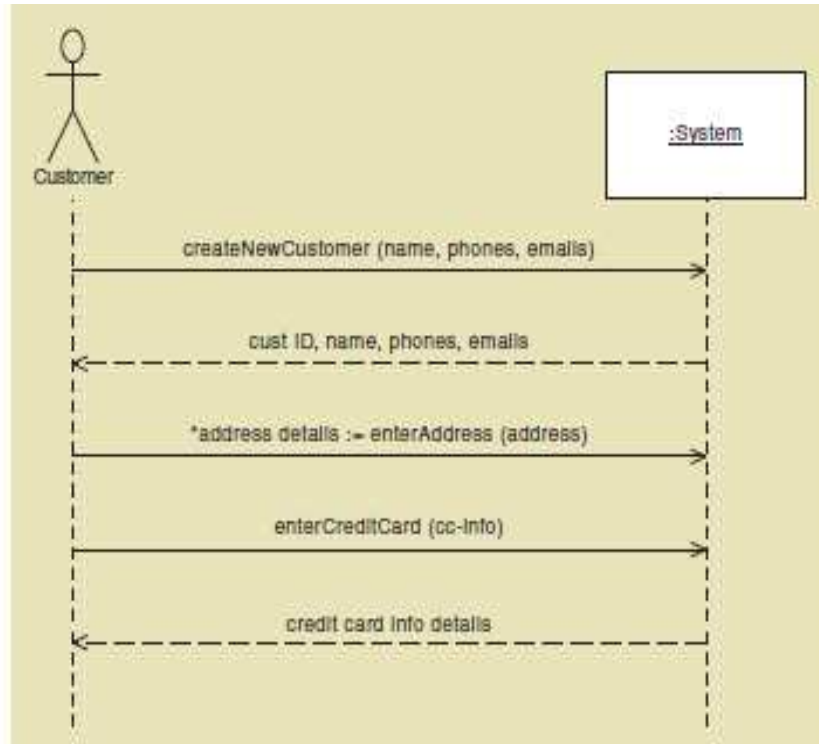 Customer
:System
createNewCustomer (name, phones, emails)
cust ID, name, phones, emails
*address details := enterAddress (address)
enterCreditCard (cc-info)
credit card info details